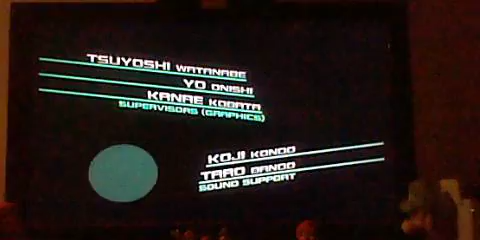 TSUYOSHI WATANABE
YO ONISHI
KANAE KOBATA
SUPERVISORS (GRAPHICS)
KOJI KONDO
TARO BANDO
SOUND SUPPORT